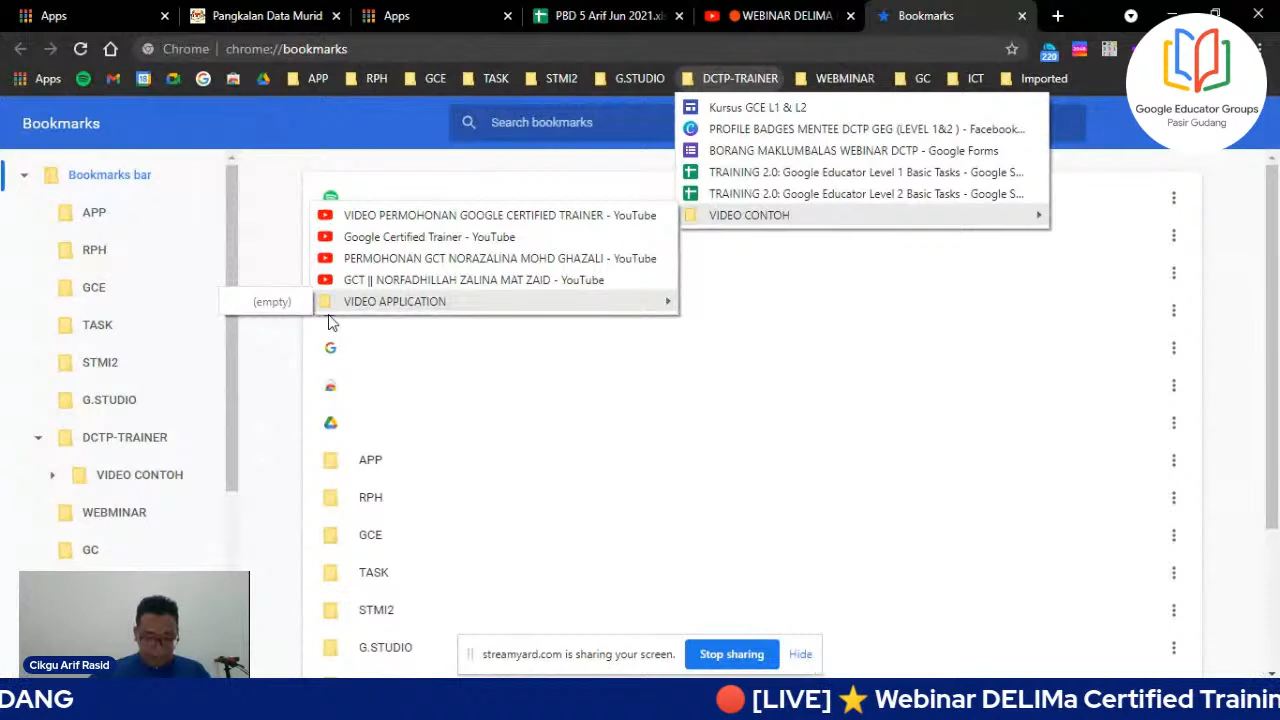 Apps
Pangkalan Data Murid
Apps
PBD 5 Arif Jun 2021.xls
WEBINAR DELIMa
Bookmarks
Chrome
chrome://bookmarks
220
Apps
APP
RPH
GCE
TASK
STMI2
G.STUDIO
DCTP-TRAINER
WEBMINAR
GC
ICT
Imported
Google Educator Groups
Pasir Gudang
Bookmarks
Search bookmarks
Kursus GCE L1 & L2
PROFILE BADGES MENTEE DCTP GEG (LEVEL 1&2 ) - Facebook...
BORANG MAKLUMBALAS WEBINAR DCTP - Google Forms
TRAINING 2.0: Google Educator Level 1 Basic Tasks - Google S...
TRAINING 2.0: Google Educator Level 2 Basic Tasks - Google S...
VIDEO CONTOH
VIDEO PERMOHONAN GOOGLE CERTIFIED TRAINER - YouTube
Google Certified Trainer - YouTube
PERMOHONAN GCT NORAZALINA MOHD GHAZALI - YouTube
GCT || NORFADHILLAH ZALINA MAT ZAID - YouTube
VIDEO APPLICATION
(empty)
Bookmarks bar
APP
RPH
GCE
TASK
STMI2
G.STUDIO
DCTP-TRAINER
VIDEO CONTOH
WEBMINAR
GC
APP
RPH
GCE
TASK
STMI2
G.STUDIO
streamyard.com is sharing your screen.
Stop sharing
Hide
Cikgu Arif Rasid
DANG
[LIVE] ⭐ Webinar DELIMa Certified Trainin